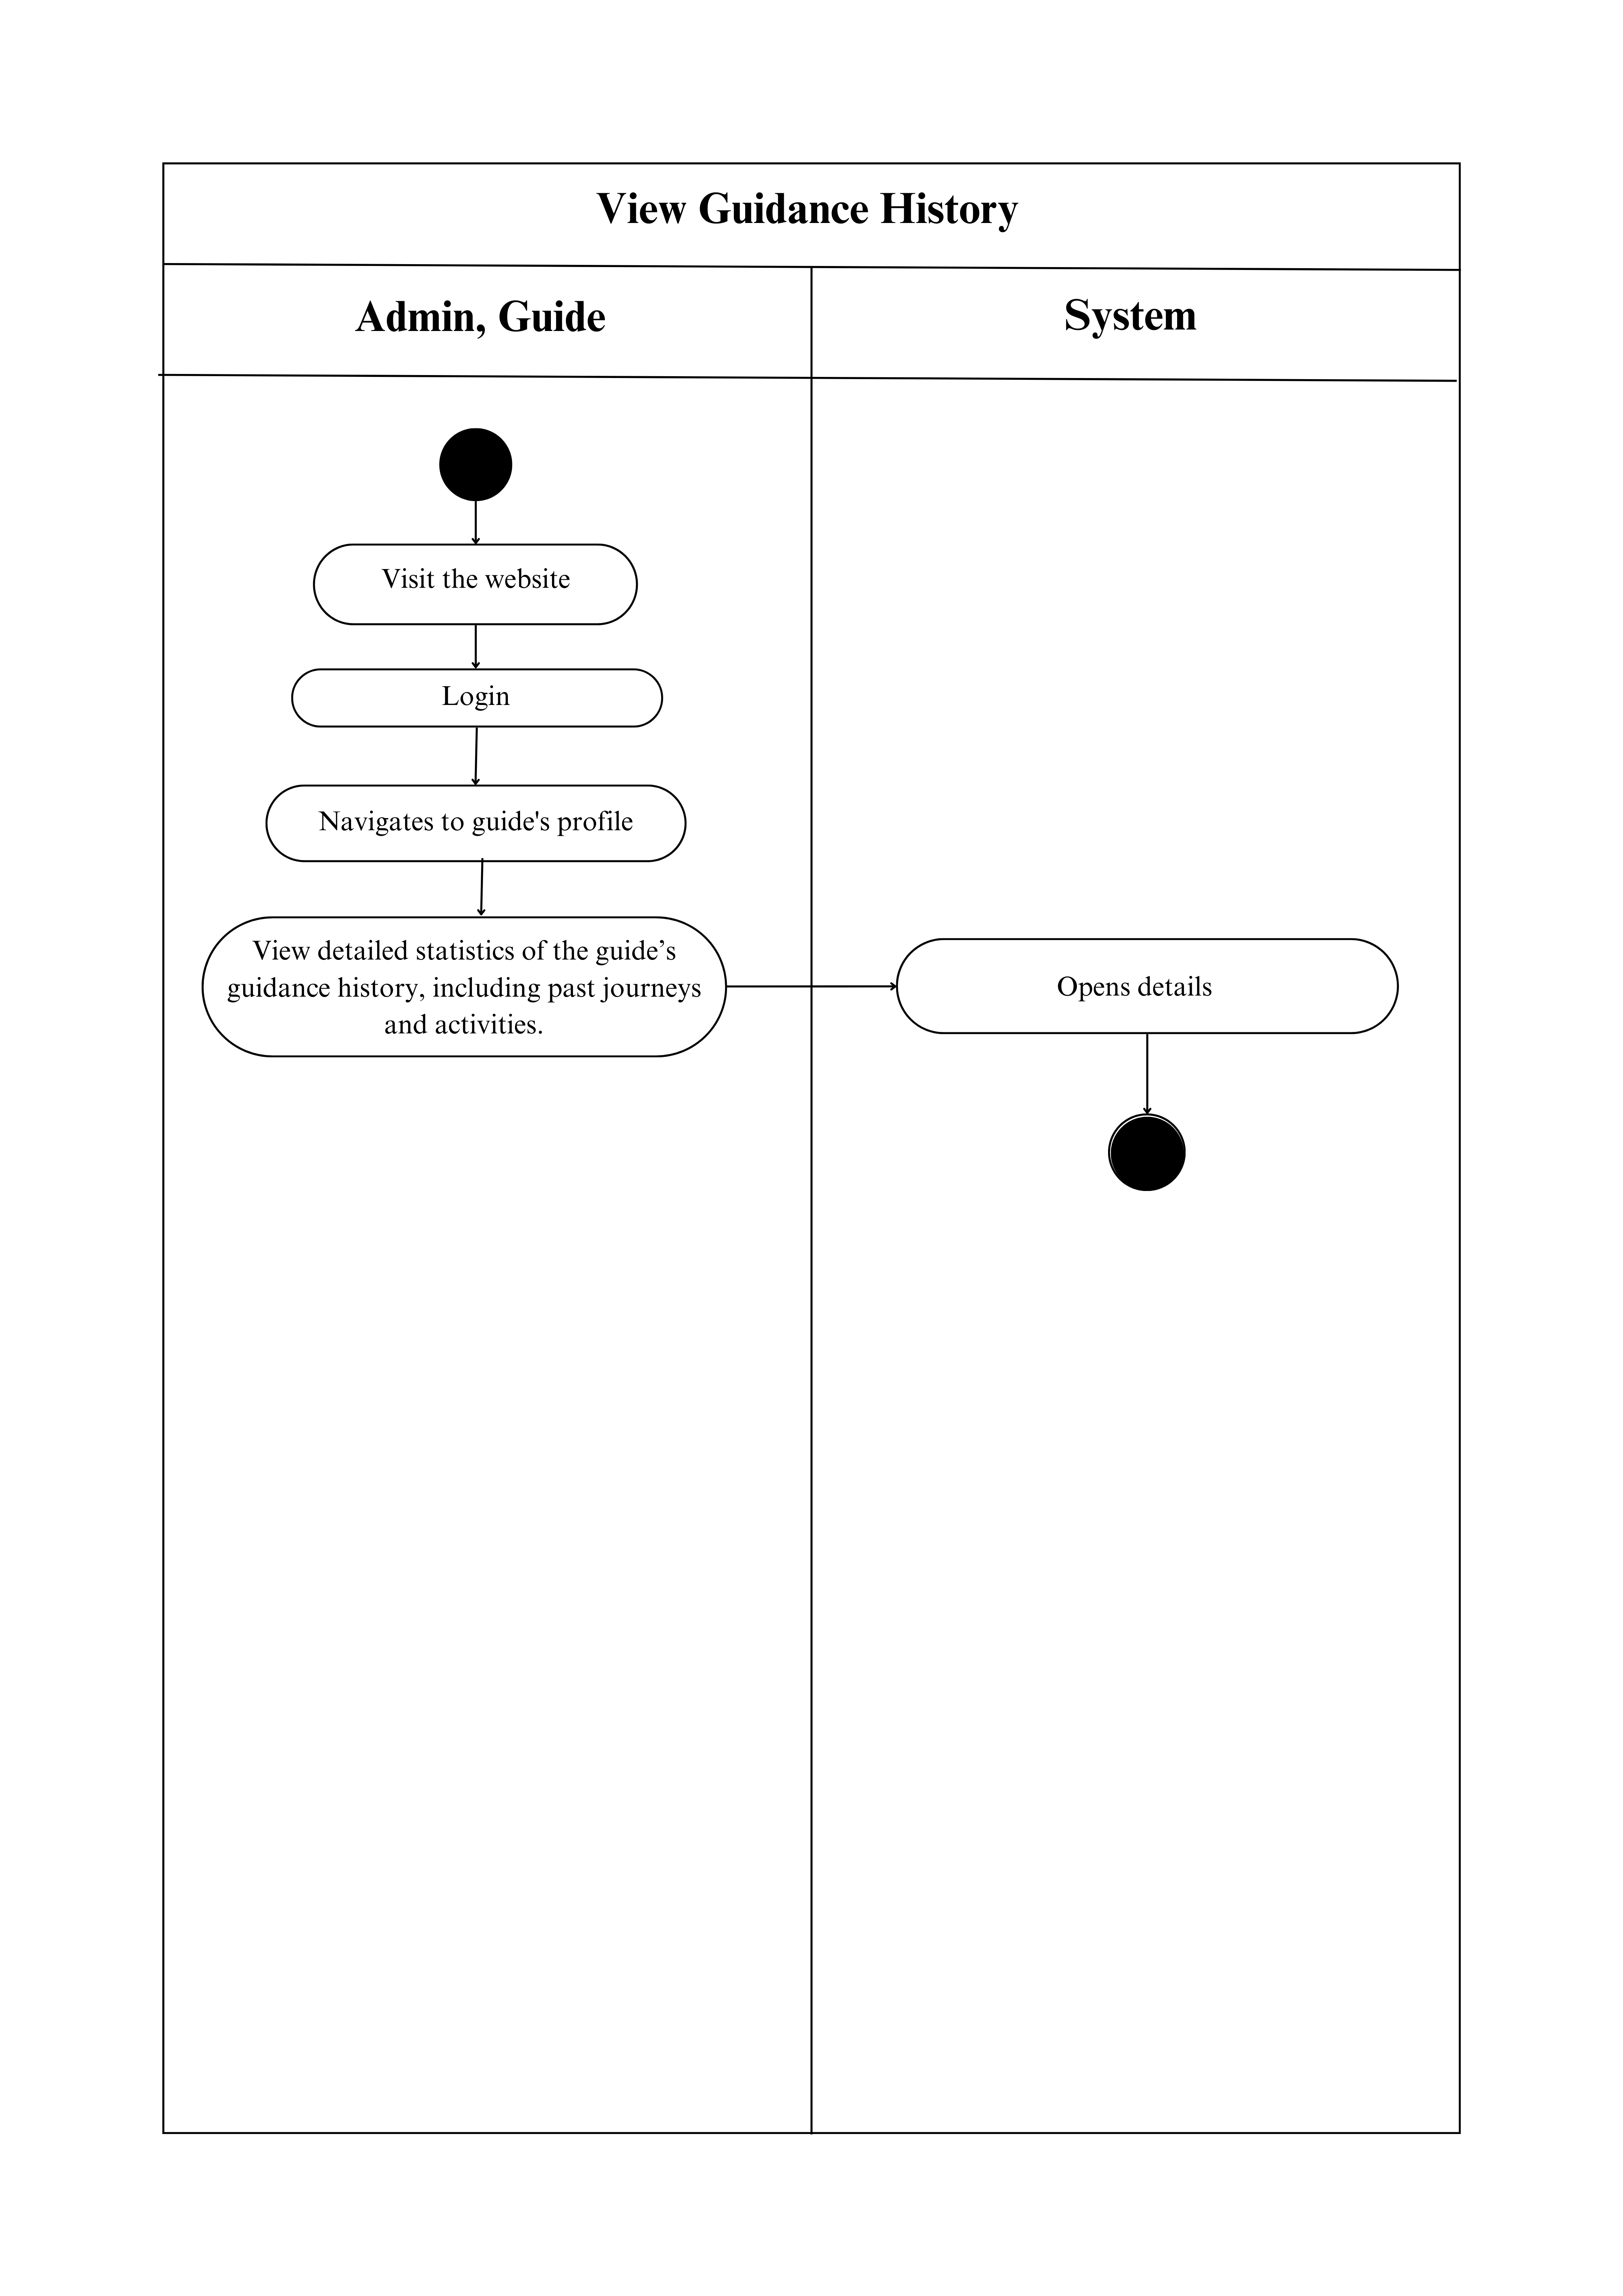 View Guidance History
Admin, Guide
System
Visit the website
Login
Navigates to guide's profile
View detailed statistics of the guide’s
guidance history, including past journeys
and activities.
Opens details